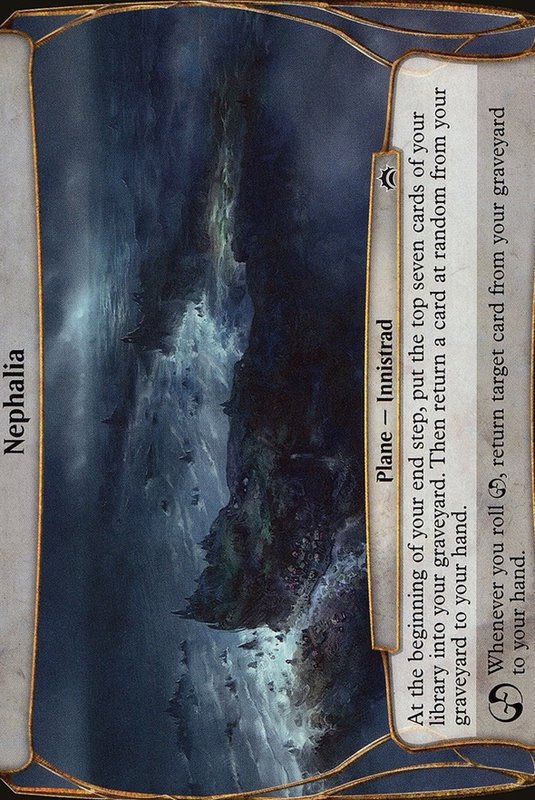 Nephalia
Plane — Innistrad
At the beginning of your end step, put the top seven cards of your
library into your graveyard. Then return a card at random from your
graveyard to your hand.
Whenever you roll , return target card from your graveyard
to your hand.